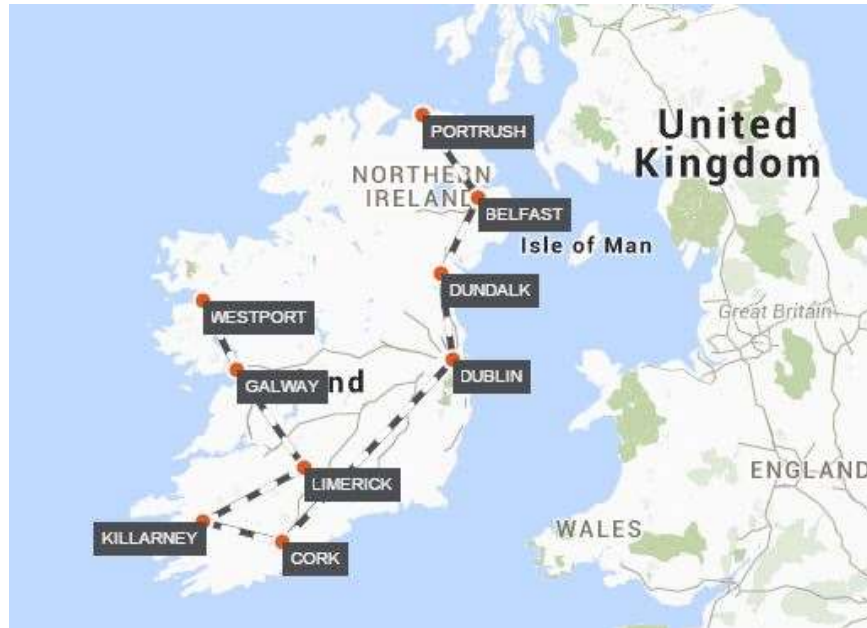 PORTRUSH
United
Kingdom
NORTHERN
IRELAND
BELFAST
Isle of Man
DUNDALK
WESTPORT
Great Britain
GALWAY
nd
DUBLIN
LIMERICK
ENGLAND
KILLARNEY
WALES
CORK